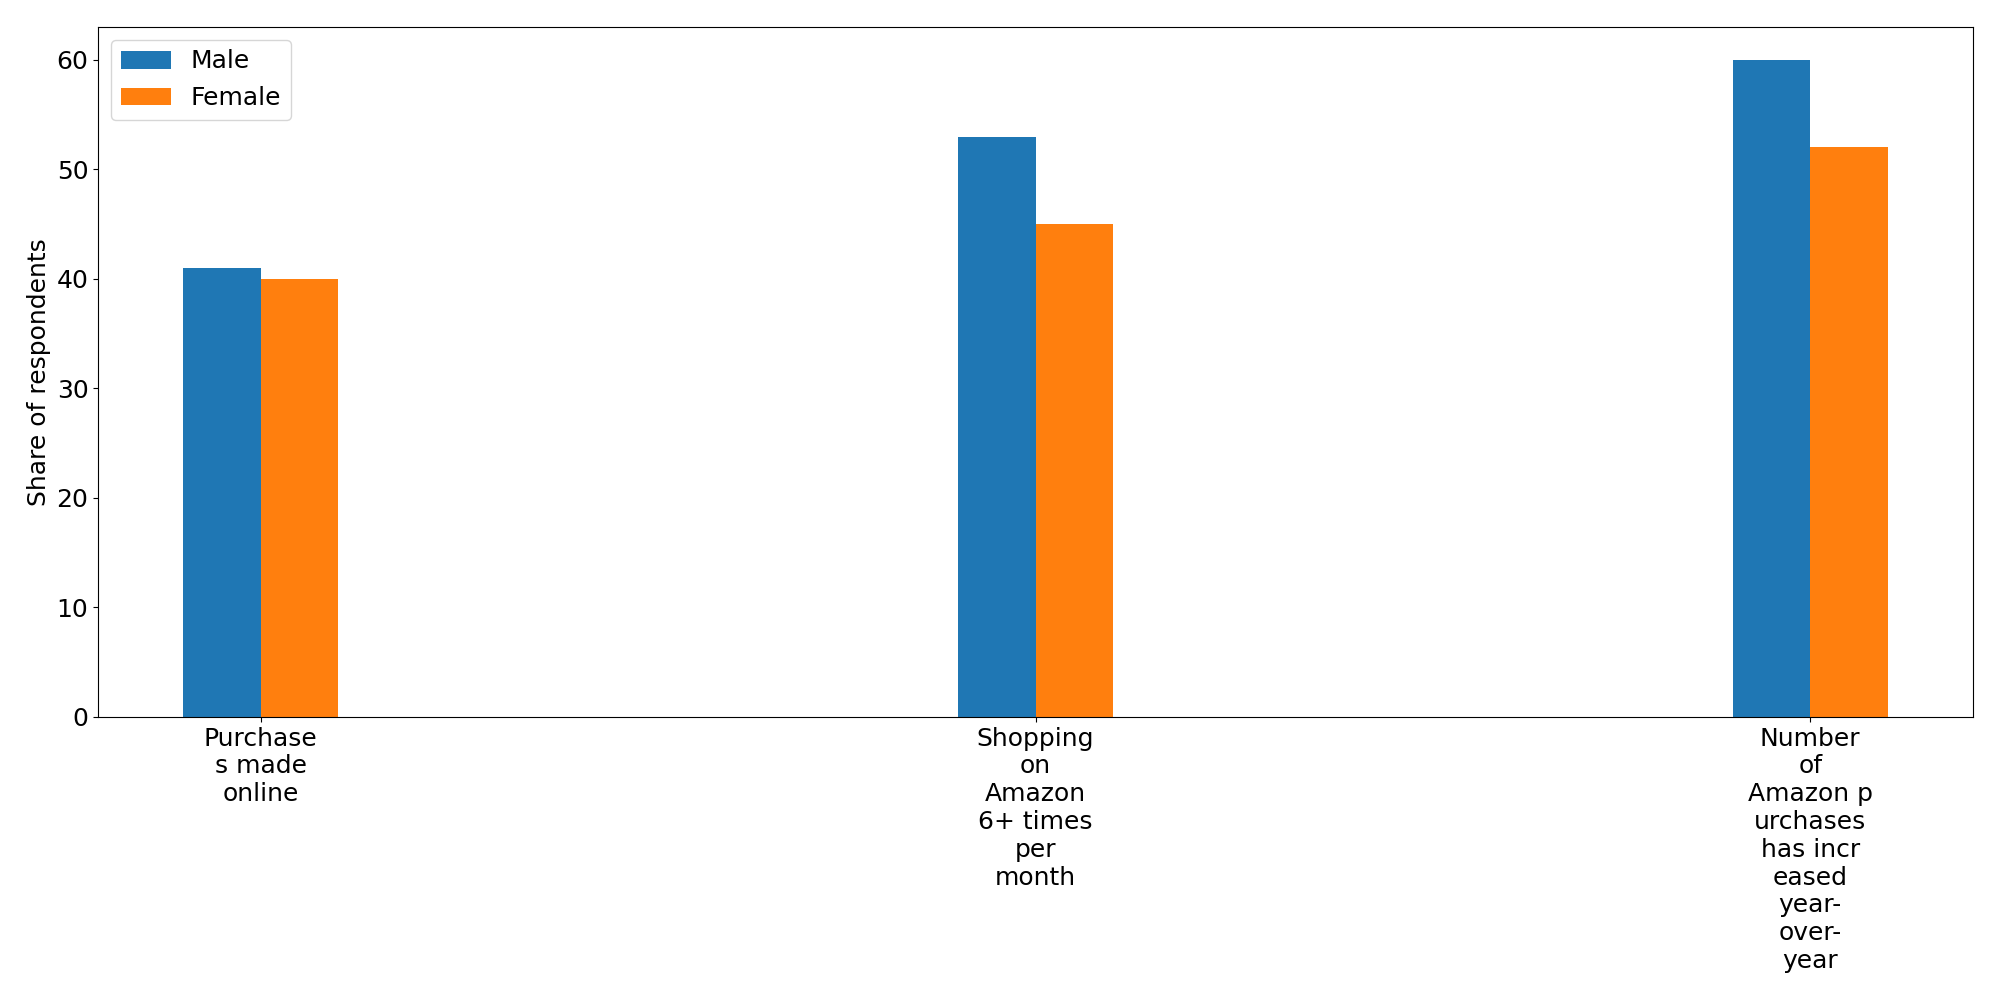 Male
Female
Share of respondents
60
50
40
30
20
10
0
Purchase
s made
online
Shopping
on
Amazon
6+ times
per
month
Number
of
Amazon p
urchases
has incr
eased
year-
over-
year